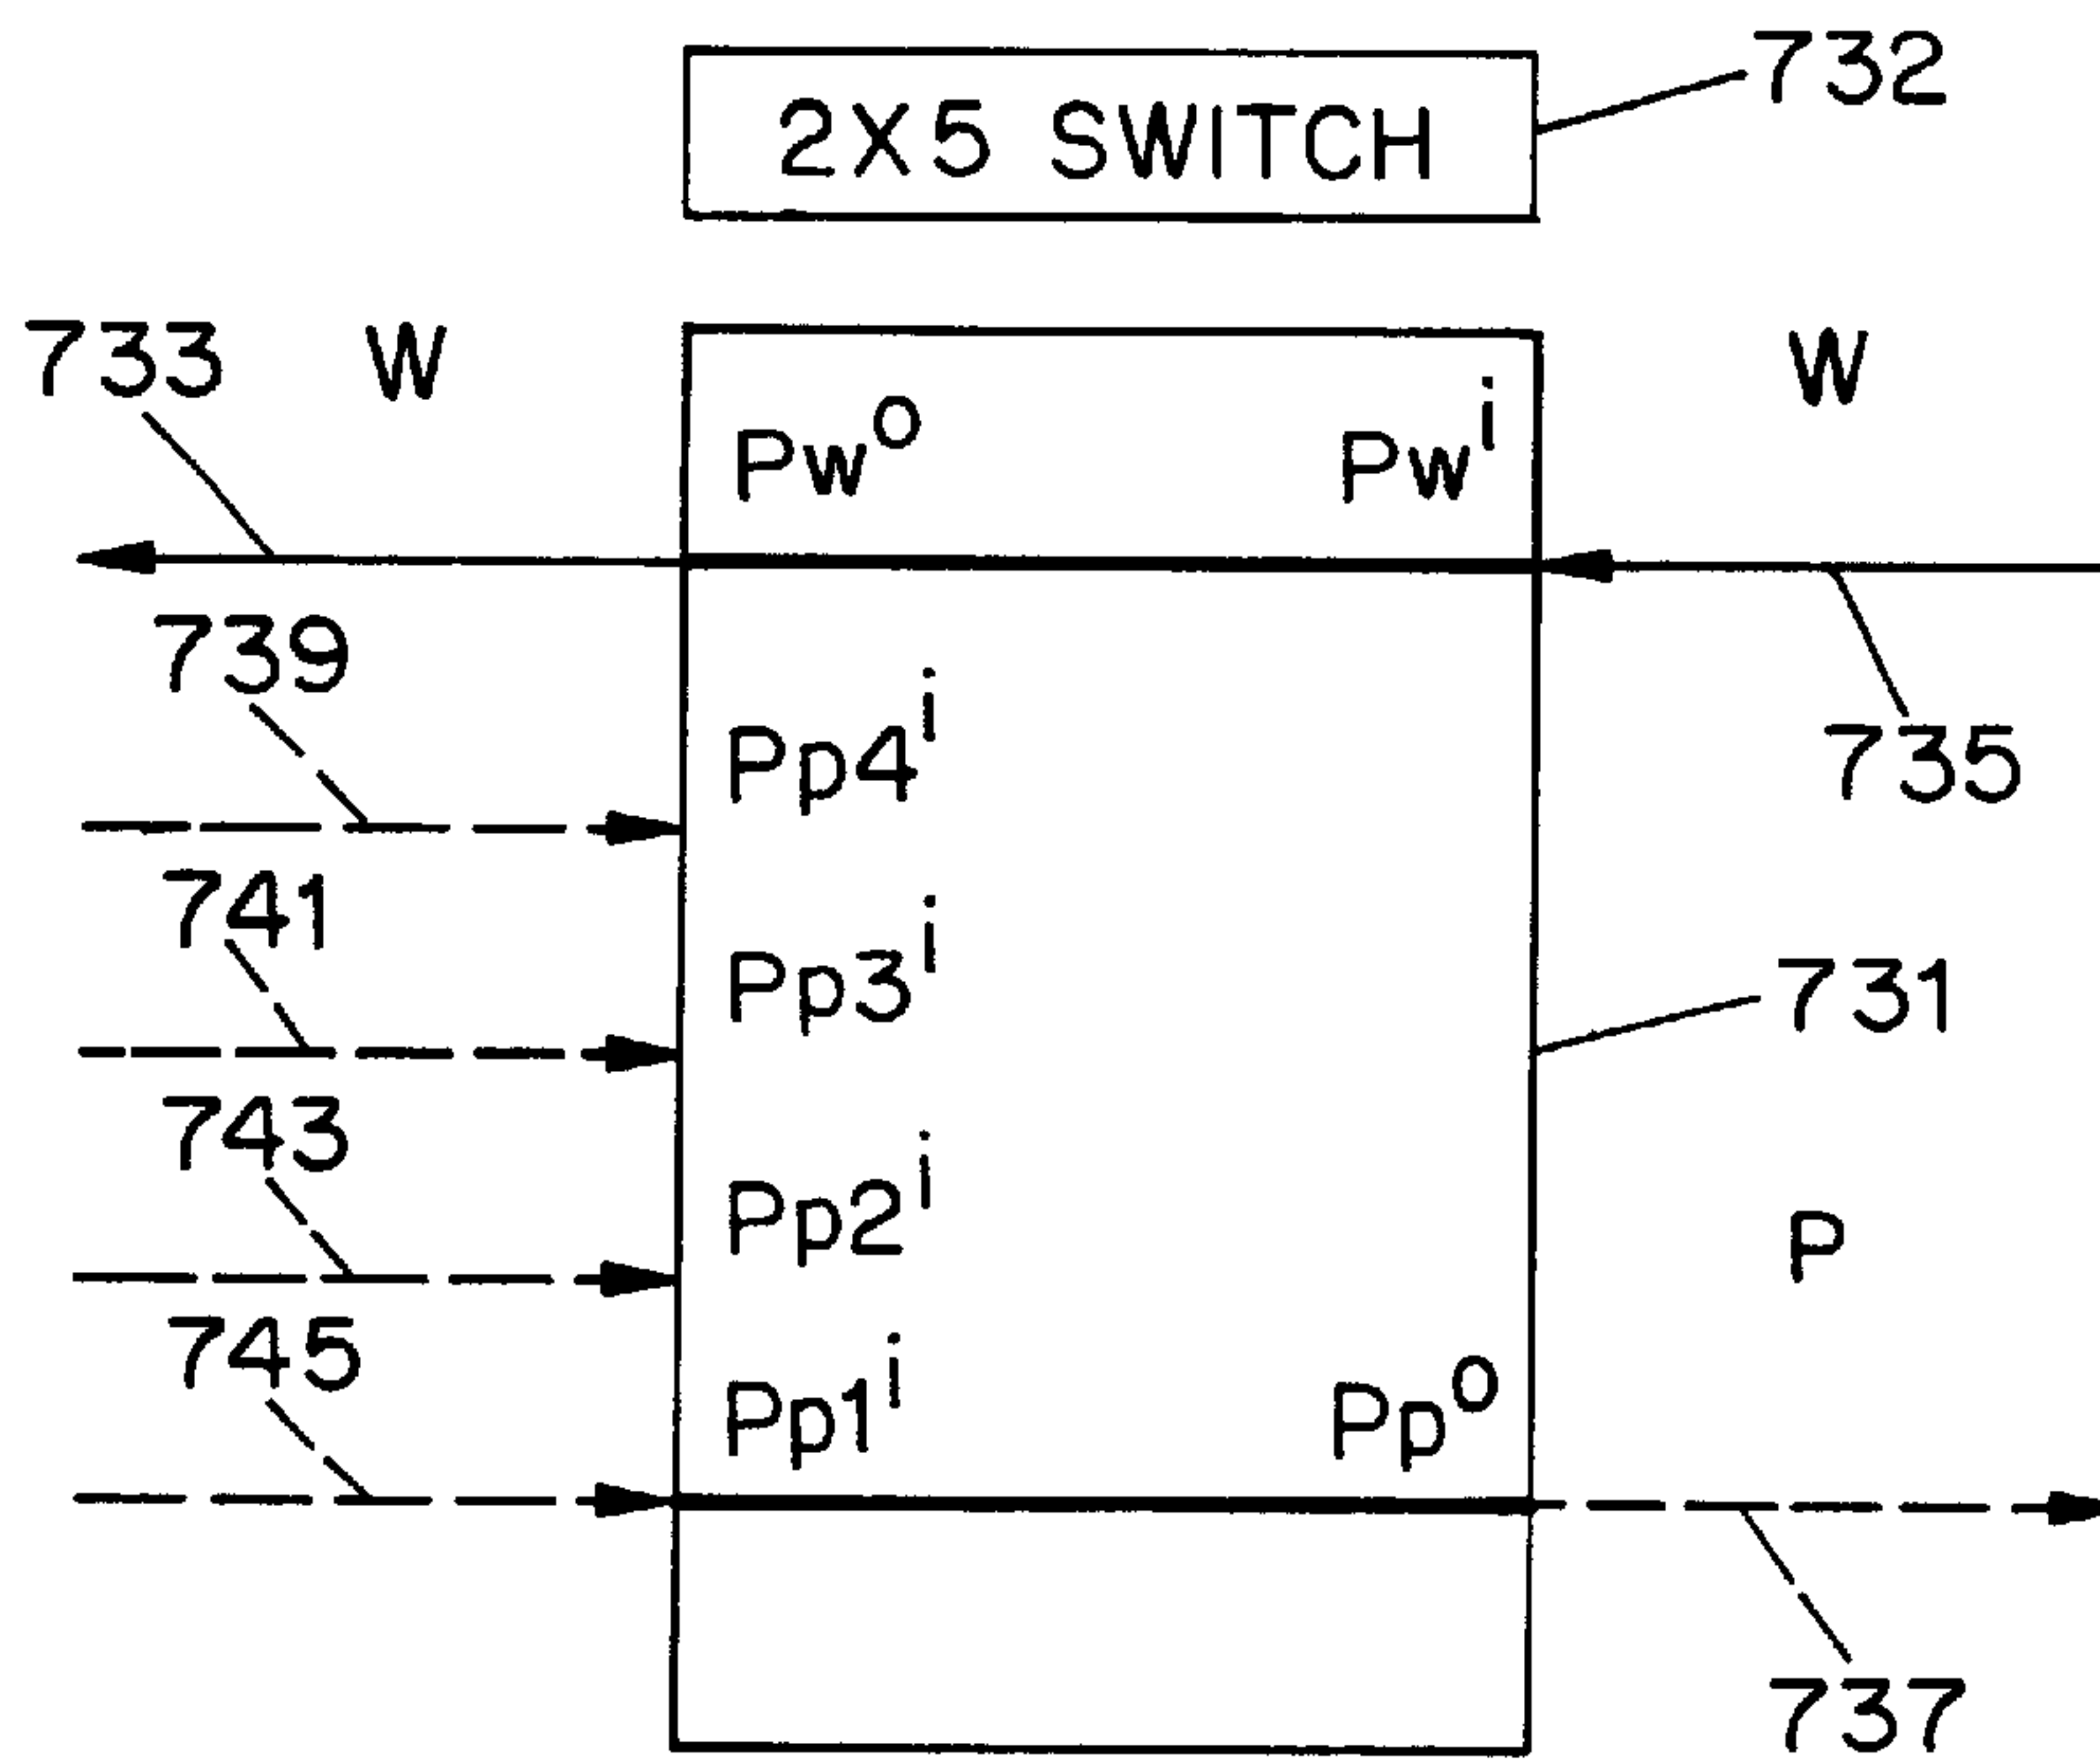 732
2X5 SWITCH
733 W W
Pw^o Pw^i
739
Pp4^i 735
741
Pp3^i 731
743
Pp2^i P
745
Pp1^i Pp^o
737